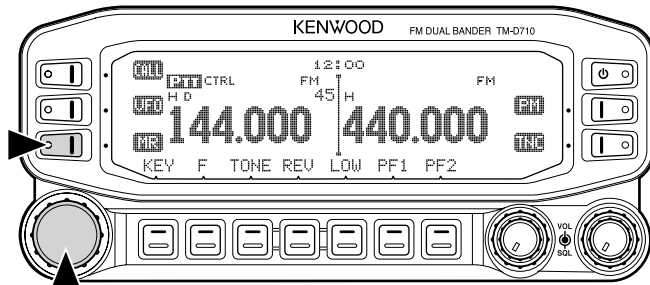 KENWOOD FM DUAL BANDER TM-D710
12:00
CALL PTT CTRL FM FM
H D 45 H
VFO PM
144.000 440.000
MR TNC
KEY F TONE REV LOW PF1 PF2
VOL
SQL